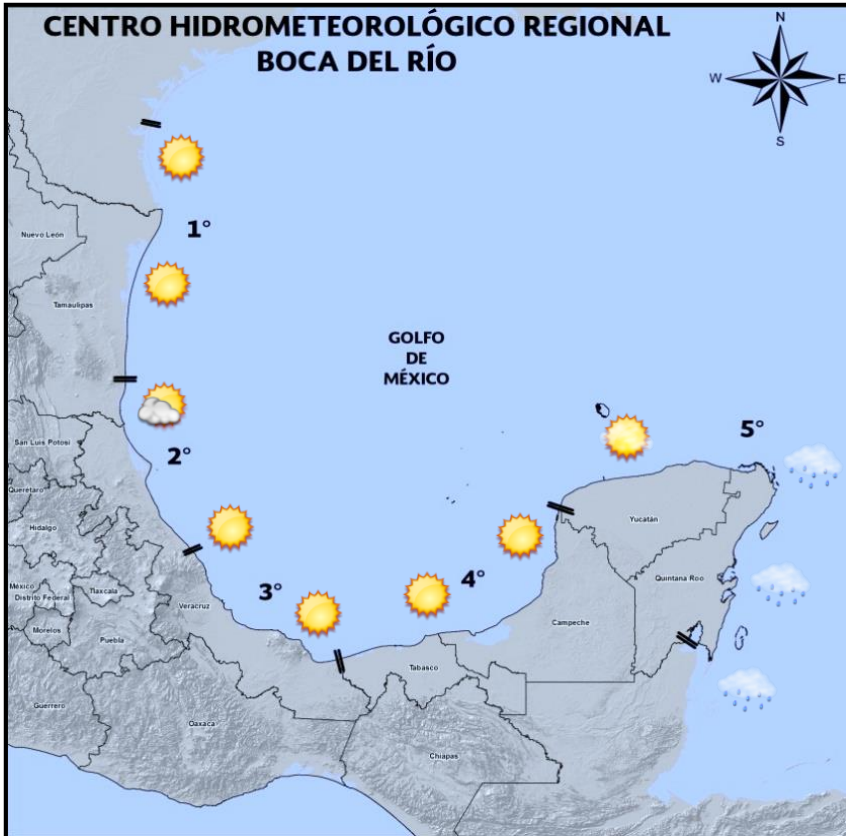 CENTRO HIDROMETEOROLÓGICO REGIONAL
BOCA DEL RÍO
N
W
E
S
1°
Nuevo León
Tamaulipas
GOLFO
DE
MÉXICO
San Luis Potosí
2°
5°
Queretaro
Hidalgo
Yucatán
México
Distrito Federal
Tlaxcala
3°
4°
Quintana Roo
Veracruz
Morelos
Puebla
Campeche
Tabasco
Guerrero
Oaxaca
Chiapas